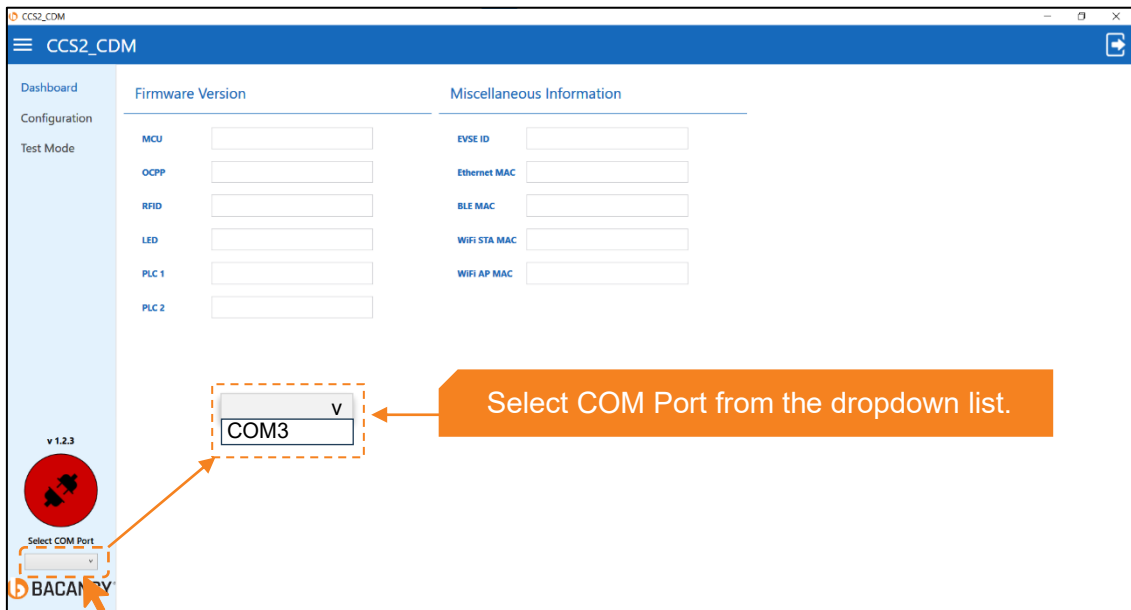 CCS2_CDM
CCS2_CDM
Dashboard
Configuration
Test Mode
Firmware Version
MCU
OCPP
RFID
LED
PLC 1
PLC 2
Miscellaneous Information
EVSE ID
Ethernet MAC
BLE MAC
WiFi STA MAC
WiFi AP MAC
v
COM3
Select COM Port from the dropdown list.
v 1.2.3
Select COM Port
v